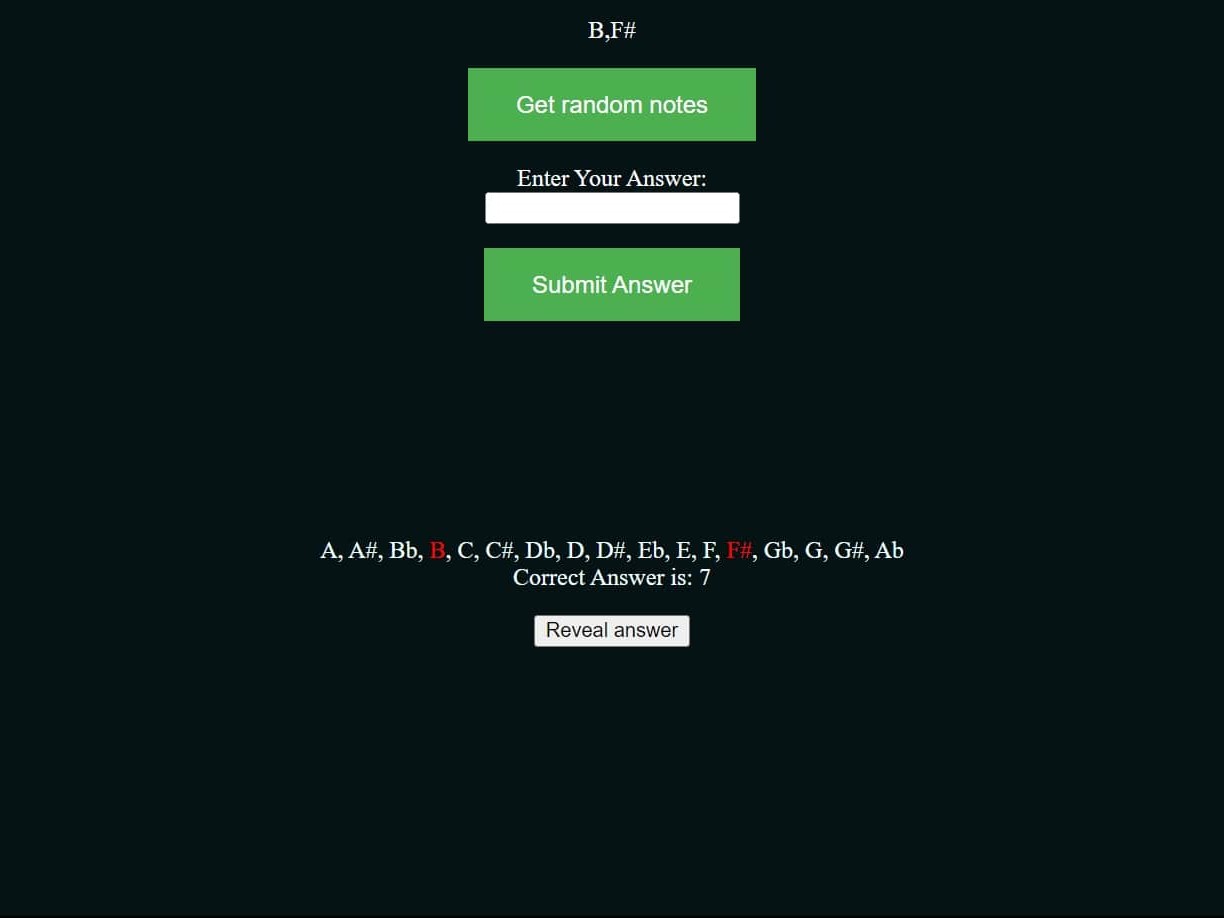 B,F#
Get random notes
Enter Your Answer:
Submit Answer
A, A#, Bb, B, C, C#, Db, D, D#, Eb, E, F, F#, Gb, G, G#, Ab
Correct Answer is: 7
Reveal answer